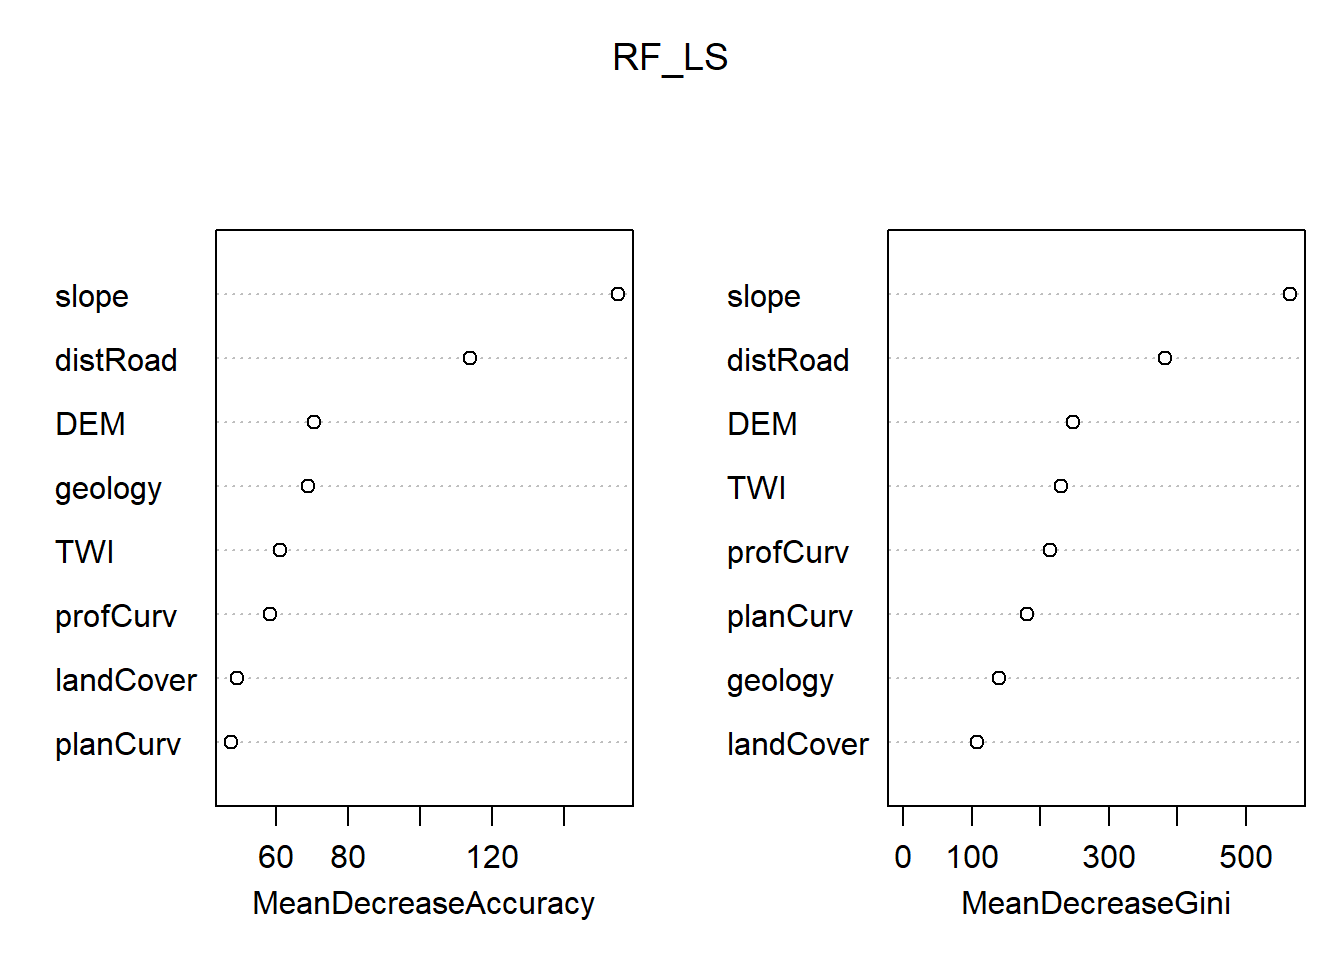 RF_LS
slope
distRoad
DEM
geology
TWI
profCurv
landCover
planCurv
60 80 120
MeanDecreaseAccuracy
slope
distRoad
DEM
TWI
profCurv
planCurv
geology
landCover
0 100 300 500
MeanDecreaseGini